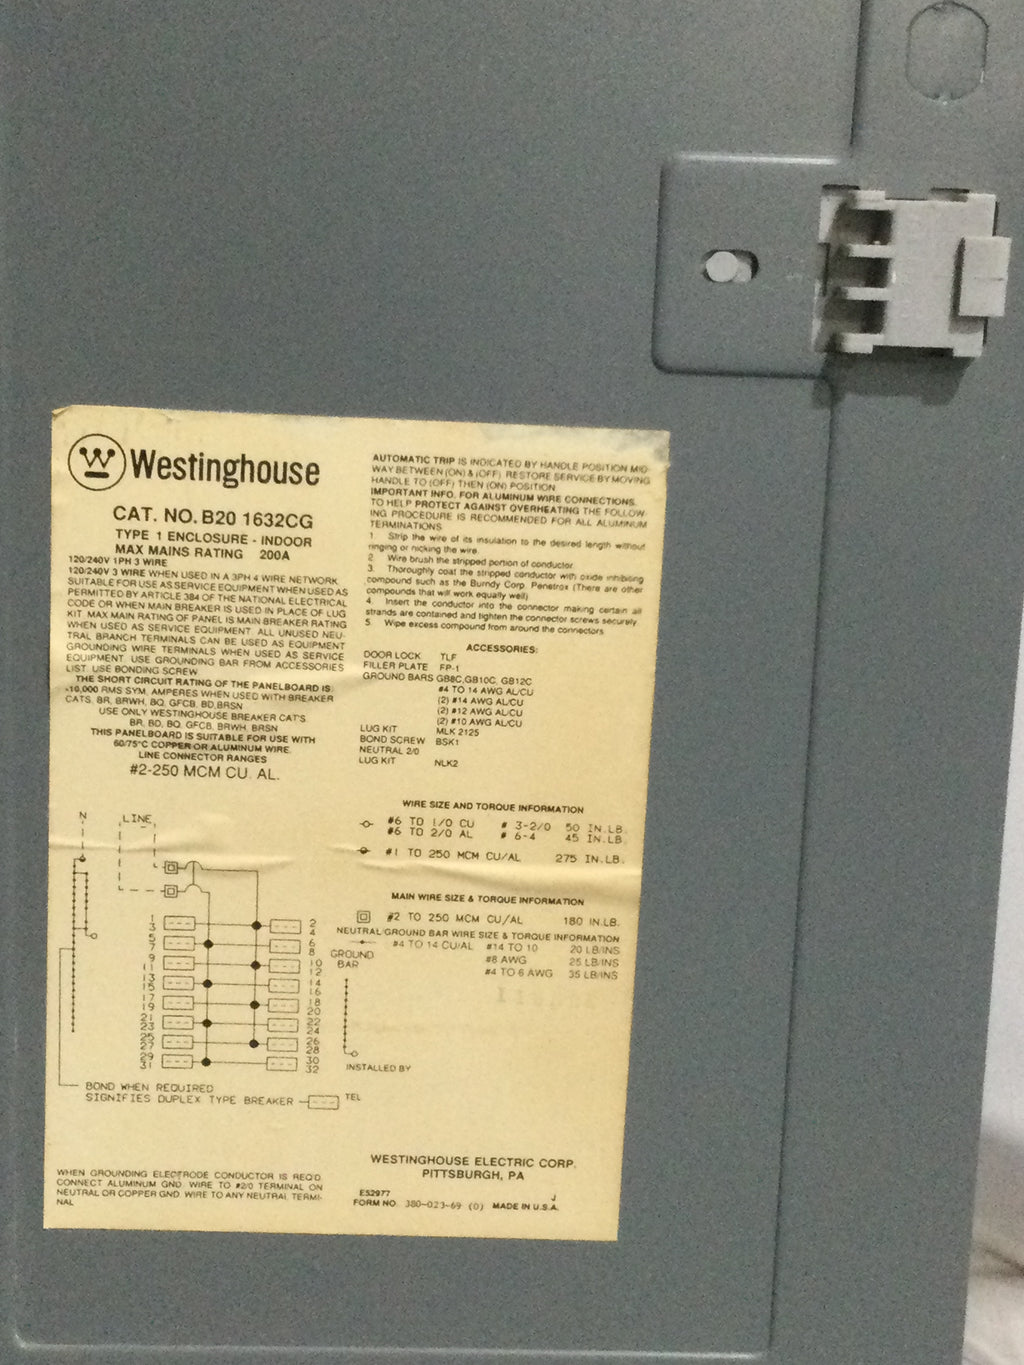 Westinghouse
CAT. NO. B20 1632CG
TYPE 1 ENCLOSURE - INDOOR
MAX MAINS RATING 200A
120/240V 1PH 3 WIRE
120/240V 3 WIRE WHEN USED IN A 3PH 4 WIRE NETWORK
SUITABLE FOR USE AS SERVICE EQUIPMENT WHEN USED AS
PERMITTED BY ARTICLE 384 OF THE NATIONAL ELECTRICAL
CODE OR WHEN MAIN BREAKER IS USED IN PLACE OF LUG
KIT. MAX MAIN RATING OF PANEL IS MAIN BREAKER RATING
WHEN USED AS SERVICE EQUIPMENT. ALL UNUSED NEU-
TRAL BRANCH TERMINALS CAN BE USED AS EQUIPMENT
GROUNDING WIRE TERMINALS WHEN USED AS SERVICE
EQUIPMENT. USE GROUNDING BAR FROM ACCESSORIES
LIST. USE BONDING SCREW.
THE SHORT CIRCUIT RATING OF THE PANELBOARD IS
10,000 RMS SYM. AMPERES WHEN USED WITH BREAKER
CATS. BR, BRWH, BQ, GFCB, BD, BRSN
USE ONLY WESTINGHOUSE BREAKER CAT'S
BR, BD, BQ, GFCB, BRWH, BRSN
THIS PANELBOARD IS SUITABLE FOR USE WITH
60/75°C COPPER OR ALUMINUM WIRE.
LINE CONNECTOR RANGES
#2-250 MCM CU. AL.
AUTOMATIC TRIP IS INDICATED BY HANDLE POSITION MID-
WAY BETWEEN (ON) & (OFF). RESTORE SERVICE BY MOVING
HANDLE TO (OFF) THEN (ON) POSITION
IMPORTANT INFO. FOR ALUMINUM WIRE CONNECTIONS.
TO HELP PROTECT AGAINST OVERHEATING THE FOLLOW-
ING PROCEDURE IS RECOMMENDED FOR ALL ALUMINUM
TERMINATIONS
1. Strip the wire of its insulation to the desired length without
ringing or nicking the wire.
2. Wire brush the stripped portion of conductor.
3. Thoroughly coat the stripped conductor with oxide inhibiting
compound such as the Burndy Corp. Penetrox (There are other
compounds that will work equally well)
4. Insert the conductor into the connector making certain all
strands are contained and tighten the connector screws securely
5. Wipe excess compound from around the connectors
ACCESSORIES:
DOOR LOCK TLF
FILLER PLATE FP-1
GROUND BARS GB8C, GB10C, GB12C
#4 TO 14 AWG AL/CU
(2) #14 AWG AL/CU
(2) #12 AWG AL/CU
(2) #10 AWG AL/CU
LUG KIT MLK 2125
BOND SCREW BSK1
NEUTRAL 2/0
LUG KIT NLK2
WIRE SIZE AND TORQUE INFORMATION
#6 TO 1/0 CU # 3-2/0 50 IN.LB.
#6 TO 2/0 AL # 6-4 45 IN.LB.
#1 TO 250 MCM CU/AL 275 IN.LB.
MAIN WIRE SIZE & TORQUE INFORMATION
#2 TO 250 MCM CU/AL 180 IN.LB.
NEUTRAL/GROUND BAR WIRE SIZE & TORQUE INFORMATION
#4 TO 14 CU/AL #14 TO 10 20 LB/INS
#8 AWG 25 LB/INS
#4 TO 6 AWG 35 LB/INS
N LINE
1 2
3 4
5 6
7 8
9 10
11 12
13 14
15 16
17 18
19 20
21 22
23 24
25 26
27 28
29 30
31 32
GROUND
BAR
INSTALLED BY
BOND WHEN REQUIRED
SIGNIFIES DUPLEX TYPE BREAKER
TEL
WHEN GROUNDING ELECTRODE CONDUCTOR IS REQ'D
CONNECT ALUMINUM GND. WIRE TO #2/0 TERMINAL ON
NEUTRAL OR COPPER GND. WIRE TO ANY NEUTRAL TERMI-
NAL
WESTINGHOUSE ELECTRIC CORP.
PITTSBURGH, PA
ES2977 J
FORM NO. 380-023-69 (0) MADE IN U.S.A.